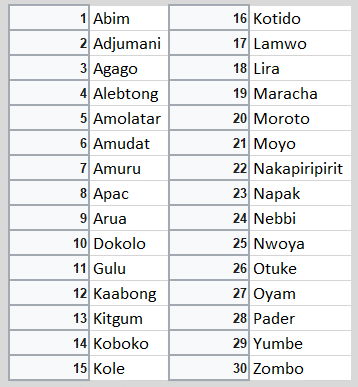 1 Abim 16 Kotido
2 Adjumani 17 Lamwo
3 Agago 18 Lira
4 Alebtong 19 Maracha
5 Amolatar 20 Moroto
6 Amudat 21 Moyo
7 Amuru 22 Nakapiripirit
8 Apac 23 Napak
9 Arua 24 Nebbi
10 Dokolo 25 Nwoya
11 Gulu 26 Otuke
12 Kaabong 27 Oyam
13 Kitgum 28 Pader
14 Koboko 29 Yumbe
15 Kole 30 Zombo